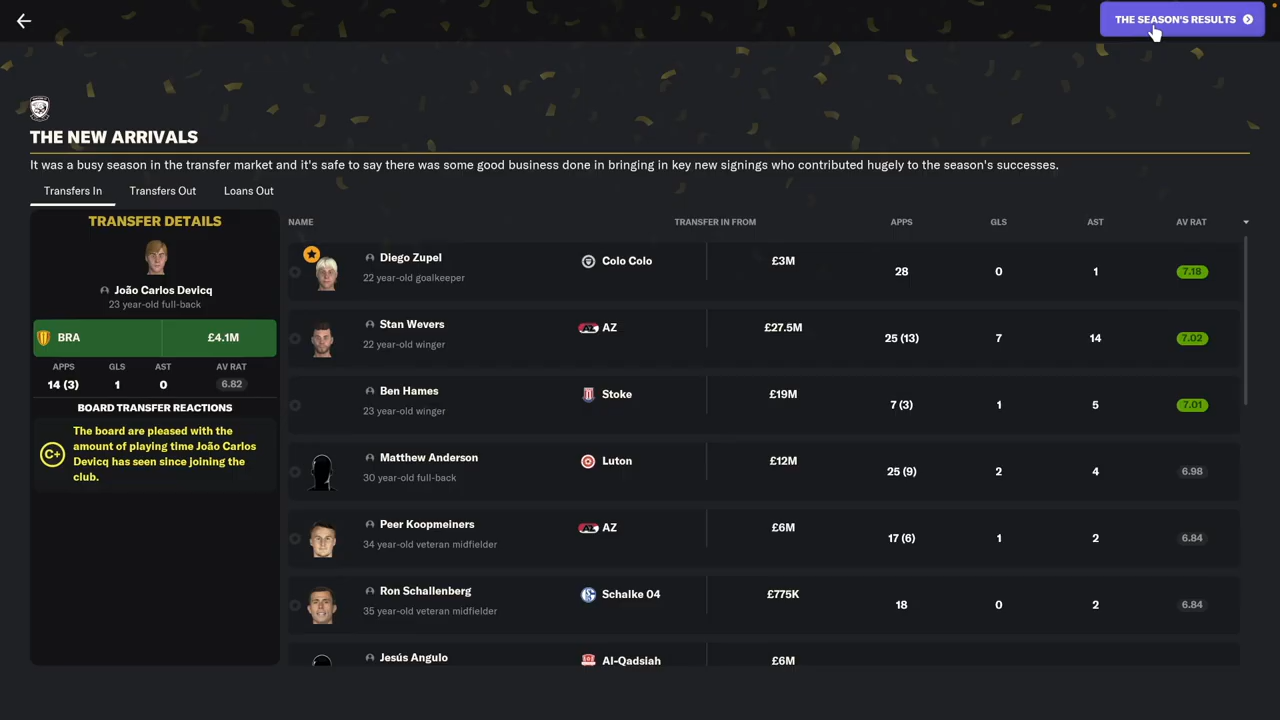 THE SEASON'S RESULTS
THE NEW ARRIVALS
It was a busy season in the transfer market and it's safe to say there was some good business done in bringing in key new signings who contributed hugely to the season's successes.
Transfers In Transfers Out Loans Out
TRANSFER DETAILS
João Carlos Devicq
23 year-old full-back
BRA £4.1M
APPS GLS AST AV RAT
14 (3) 1 0 6.82
BOARD TRANSFER REACTIONS
C+
The board are pleased with the
amount of playing time João Carlos
Devicq has seen since joining the
club.
NAME TRANSFER IN FROM APPS GLS AST AV RAT
Diego Zupel Colo Colo £3M 28 0 1 7.18
22 year-old goalkeeper
Stan Wevers AZ £27.5M 25 (13) 7 14 7.02
22 year-old winger
Ben Hames Stoke £19M 7 (3) 1 5 7.01
23 year-old winger
Matthew Anderson Luton £12M 25 (9) 2 4 6.98
30 year-old full-back
Peer Koopmeiners AZ £6M 17 (6) 1 2 6.84
34 year-old veteran midfielder
Ron Schallenberg Schalke 04 £775K 18 0 2 6.84
35 year-old veteran midfielder
Jesús Angulo Al-Qadsiah £6M